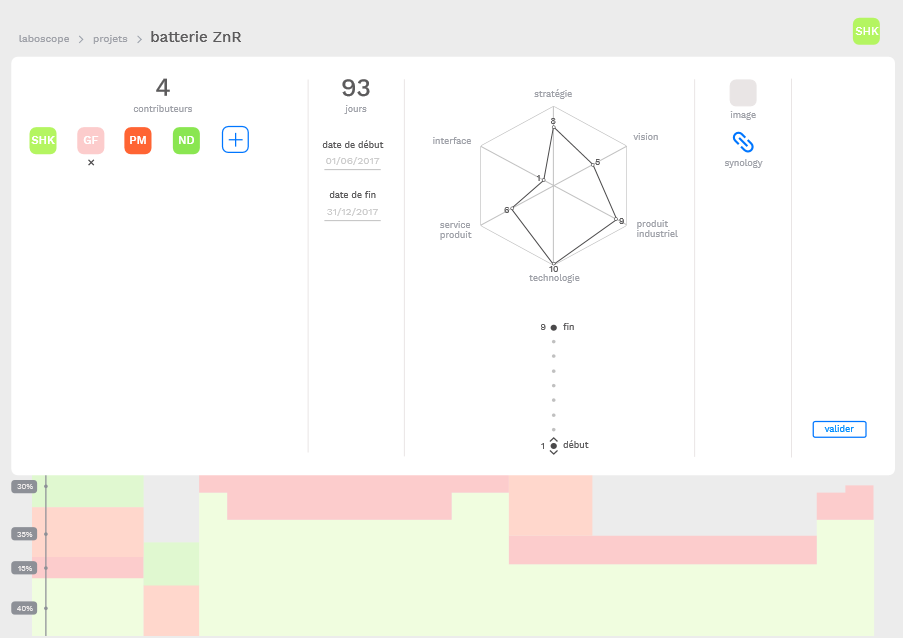 laboscope > projets > batterie ZnR
SHK
4
contributeurs
SHK GF PM ND
×
93
jours
date de début
01/06/2017
date de fin
31/12/2017
stratégie
8
interface
vision
1
5
6
9
service
produit
produit
industriel
10
technologie
9 fin
1 début
image
synology
valider
30%
35%
15%
40%